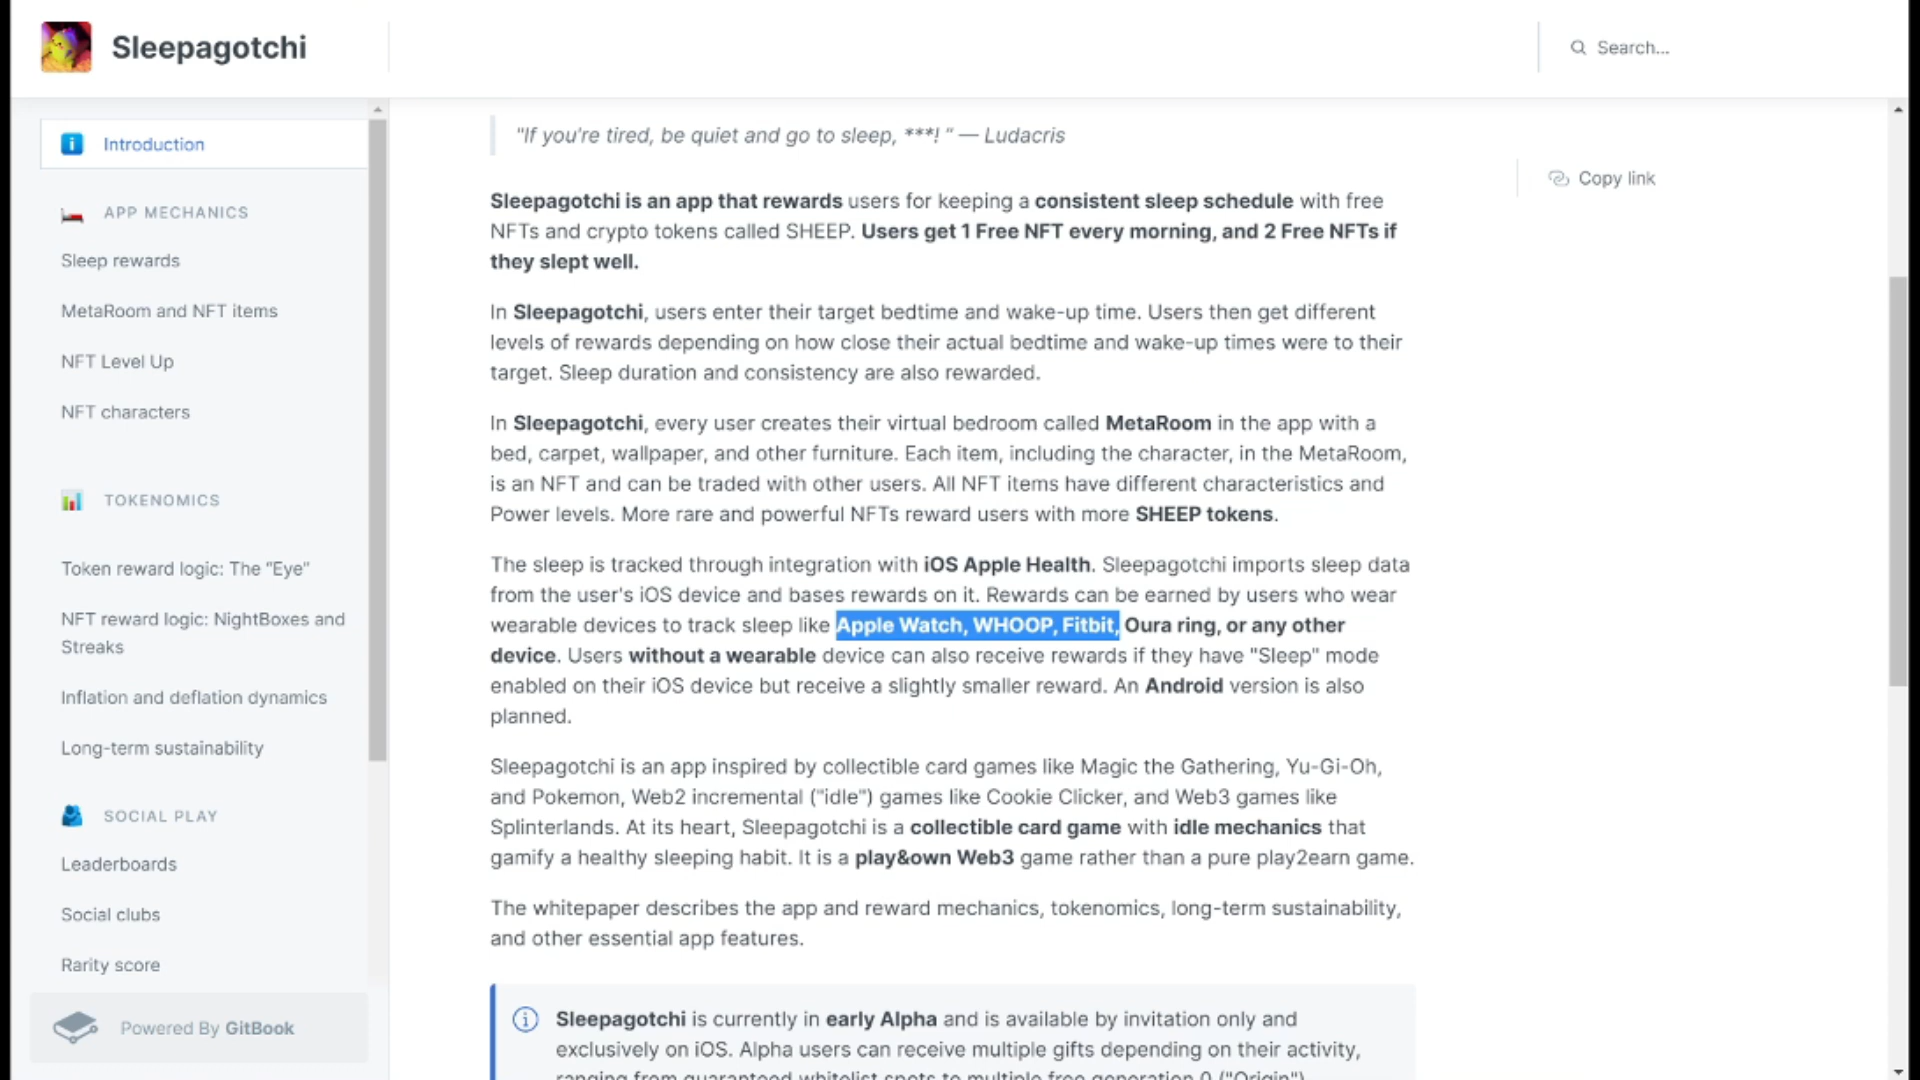 Sleepagotchi
Search...
Introduction
APP MECHANICS
Sleep rewards
MetaRoom and NFT items
NFT Level Up
NFT characters
TOKENOMICS
Token reward logic: The "Eye"
NFT reward logic: NightBoxes and
Streaks
Inflation and deflation dynamics
Long-term sustainability
SOCIAL PLAY
Leaderboards
Social clubs
Rarity score
Powered By GitBook
"If you're tired, be quiet and go to sleep, ***! " — Ludacris
Sleepagotchi is an app that rewards users for keeping a consistent sleep schedule with free
NFTs and crypto tokens called SHEEP. Users get 1 Free NFT every morning, and 2 Free NFTs if
they slept well.
In Sleepagotchi, users enter their target bedtime and wake-up time. Users then get different
levels of rewards depending on how close their actual bedtime and wake-up times were to their
target. Sleep duration and consistency are also rewarded.
In Sleepagotchi, every user creates their virtual bedroom called MetaRoom in the app with a
bed, carpet, wallpaper, and other furniture. Each item, including the character, in the MetaRoom,
is an NFT and can be traded with other users. All NFT items have different characteristics and
Power levels. More rare and powerful NFTs reward users with more SHEEP tokens.
The sleep is tracked through integration with iOS Apple Health. Sleepagotchi imports sleep data
from the user's iOS device and bases rewards on it. Rewards can be earned by users who wear
wearable devices to track sleep like Apple Watch, WHOOP, Fitbit, Oura ring, or any other
device. Users without a wearable device can also receive rewards if they have "Sleep" mode
enabled on their iOS device but receive a slightly smaller reward. An Android version is also
planned.
Sleepagotchi is an app inspired by collectible card games like Magic the Gathering, Yu-Gi-Oh,
and Pokemon, Web2 incremental ("idle") games like Cookie Clicker, and Web3 games like
Splinterlands. At its heart, Sleepagotchi is a collectible card game with idle mechanics that
gamify a healthy sleeping habit. It is a play&own Web3 game rather than a pure play2earn game.
The whitepaper describes the app and reward mechanics, tokenomics, long-term sustainability,
and other essential app features.
Sleepagotchi is currently in early Alpha and is available by invitation only and
exclusively on iOS. Alpha users can receive multiple gifts depending on their activity,
ranging from guaranteed whitelist spots to multiple free generation 0 ("Origin")
Copy link